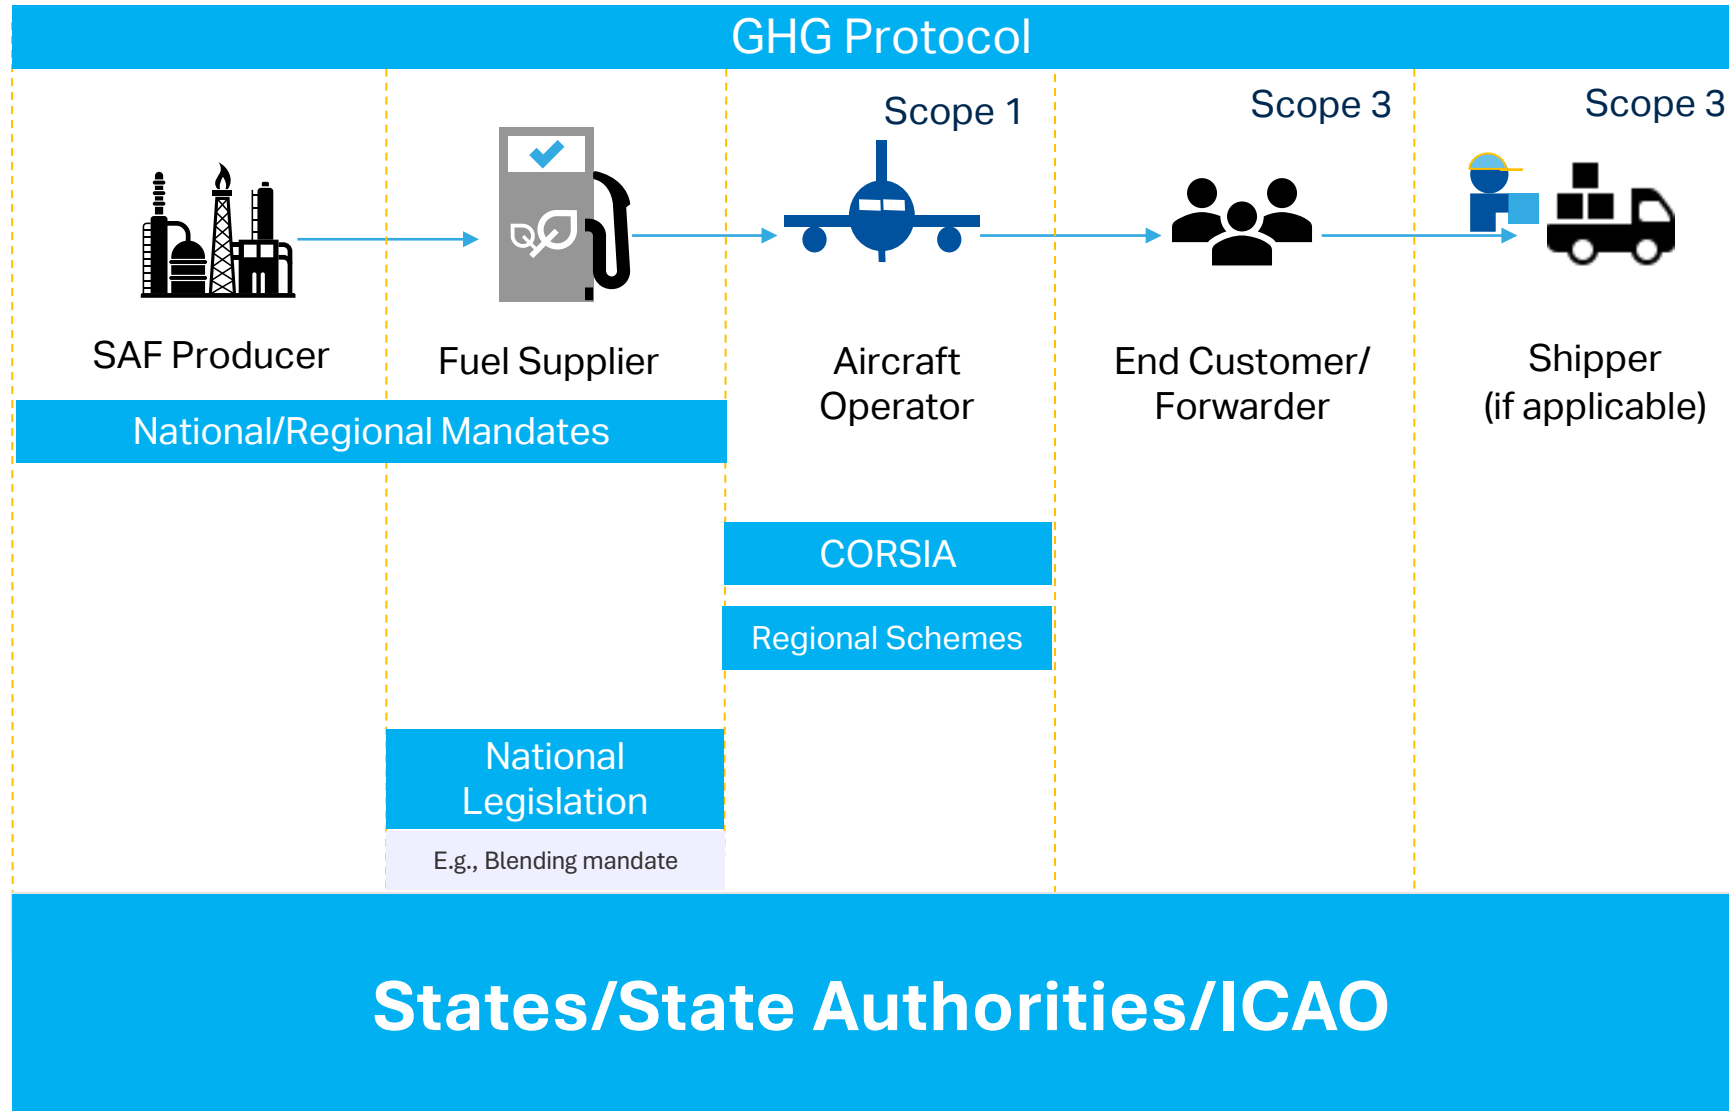 GHG Protocol
Scope 1
Scope 3
Scope 3
SAF Producer
Fuel Supplier
Aircraft
Operator
End Customer/
Forwarder
Shipper
(if applicable)
National/Regional Mandates
CORSIA
Regional Schemes
National
Legislation
E.g., Blending mandate
States/State Authorities/ICAO